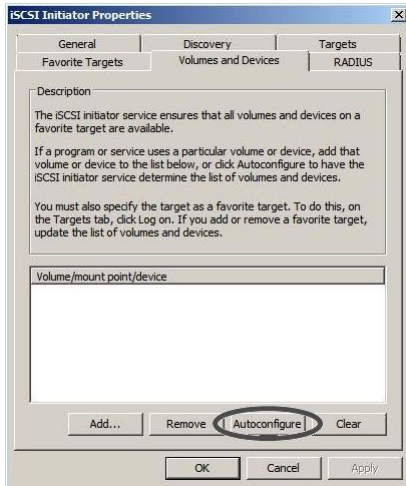 iSCSI Initiator Properties
General
Discovery
Targets
Favorite Targets
Volumes and Devices
RADIUS
Description
The iSCSI initiator service ensures that all volumes and devices on a
favorite target are available.
If a program or service uses a particular volume or device, add that
volume or device to the list below, or click Autoconfigure to have the
iSCSI initiator service determine the list of volumes and devices.
You must also specify the target as a favorite target. To do this, on
the Targets tab, click Log on. If you add or remove a favorite target,
update the list of volumes and devices.
Volume/mount point/device
Add...
Remove
Autoconfigure
Clear
OK
Cancel
Apply